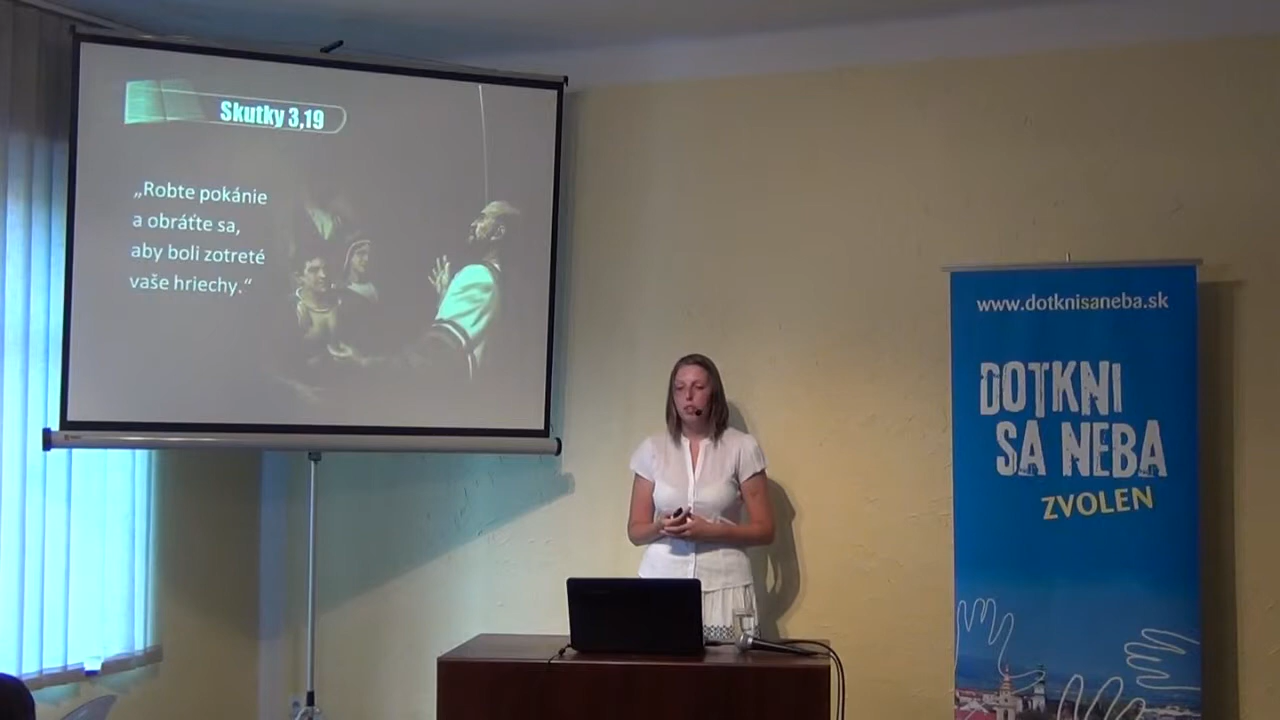 Skutky 3,19
„Robte pokánie
a obráťte sa,
aby boli zotreté
vaše hriechy.“
www.dotknisaneba.sk
DOTKNI
SA NEBA
ZVOLEN